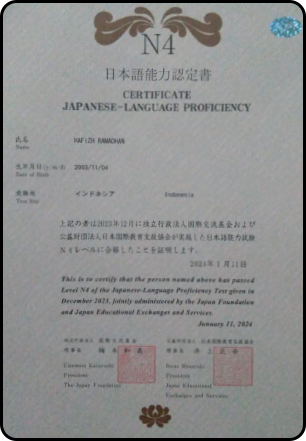 N4
日本語能力認定書
CERTIFICATE
JAPANESE-LANGUAGE PROFICIENCY
氏名 HAFIZH RAMADHAN
Name
生年月日(y/m/d) 2003/11/04
Date of Birth
受験地 インドネシア Indonesia
Test Site
上記の者は2023年12月に独立行政法人国際交流基金および
公益財団法人日本国際教育支援協会が実施した日本語能力試験
N4レベルに合格したことを証明します。
2024年 1月11日
This is to certify that the person named above has passed
Level N4 of the Japanese-Language Proficiency Test given in
December 2023, jointly administered by the Japan Foundation
and Japan Educational Exchanges and Services.
January 11, 2024
独立行政法人 国際交流基金 公益財団法人 日本国際教育支援協会
理事長 理事長 井上
President President
The Japan Foundation Japan Educational
Exchanges and Services